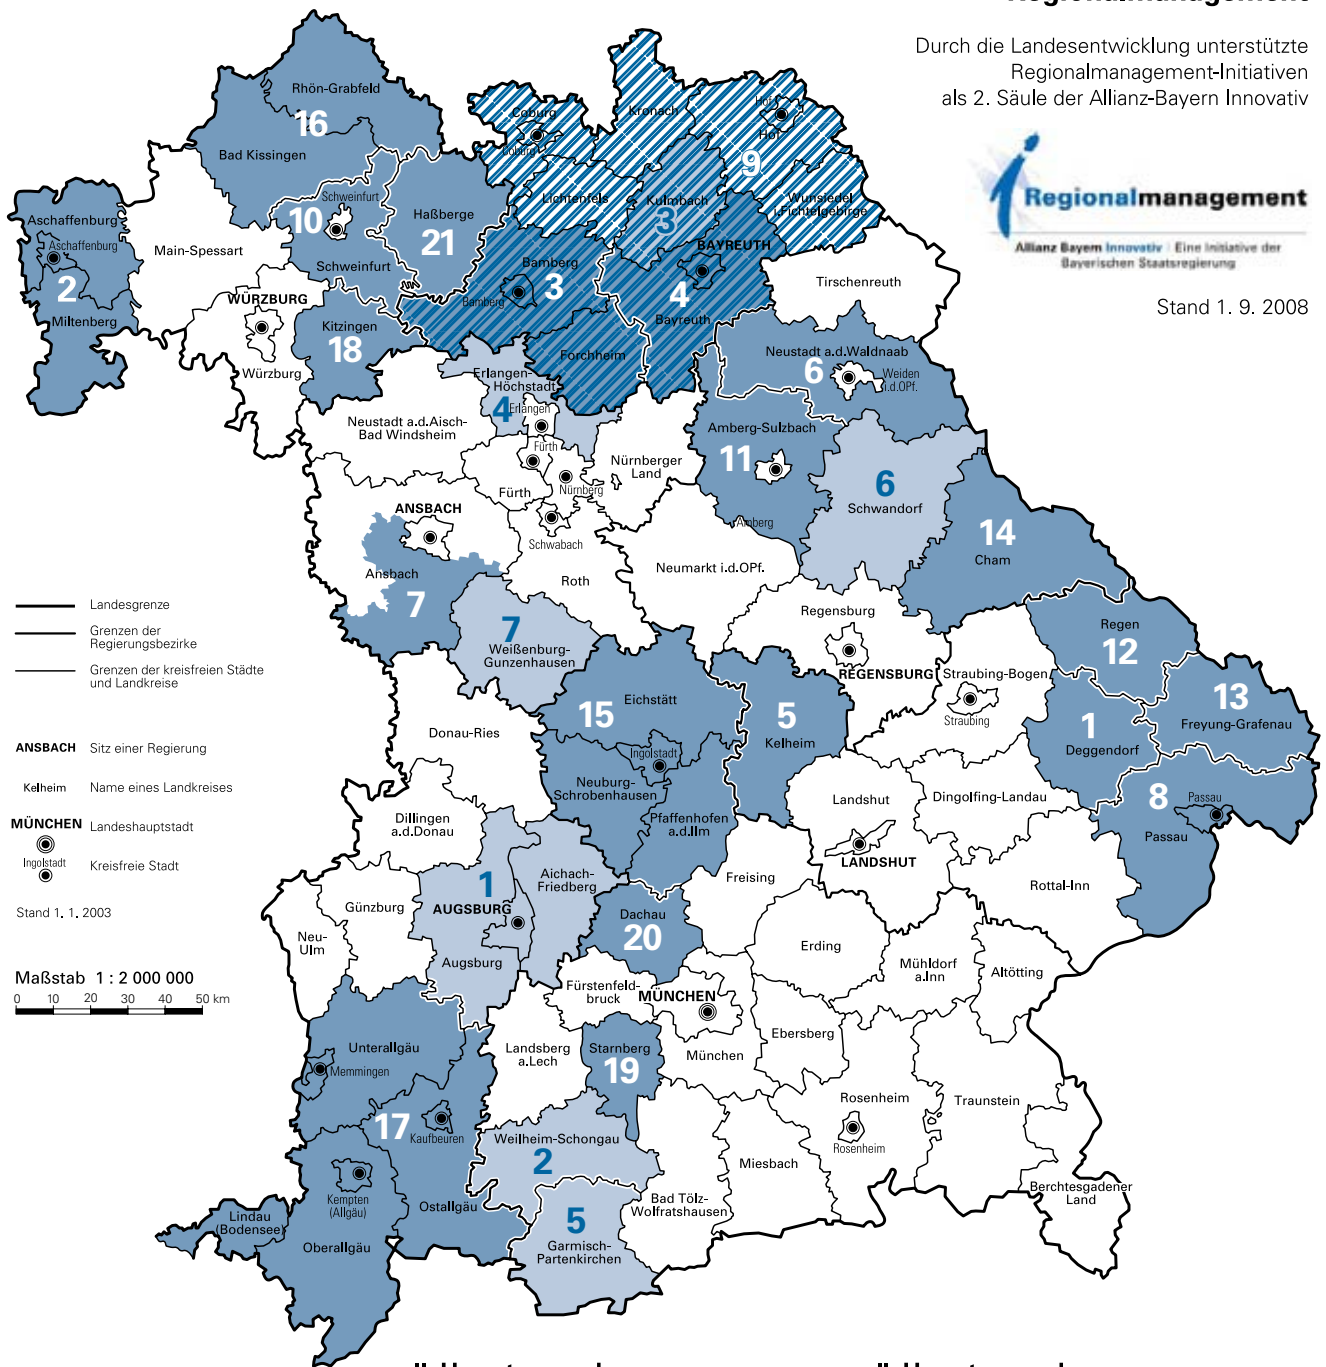 Regionalmanagement
Durch die Landesentwicklung unterstützte
Regionalmanagement-Initiativen
als 2. Säule der Allianz-Bayern Innovativ
Regionalmanagement
Allianz Bayern Innovativ | Eine Initiative der
Bayerischen Staatsregierung
Stand 1. 9. 2008
Rhön-Grabfeld
16
Bad Kissingen
Coburg
Coburg
Kronach
Hof
Hof
9
Lichtenfels
Kulmbach
3
Wunsiedel
i.Fichtelgebirge
Schweinfurt
10
Schweinfurt
Haßberge
21
Aschaffenburg
Aschaffenburg
2
Miltenberg
Main-Spessart
BAYREUTH
4
Bayreuth
Bamberg
3
Bamberg
Tirschenreuth
WÜRZBURG
Würzburg
Kitzingen
18
Forchheim
Neustadt a.d.Waldnaab
6
Weiden
i.d.OPf.
Erlangen-
Höchstadt
4
Erlangen
Neustadt a.d.Aisch-
Bad Windsheim
Amberg-Sulzbach
11
Amberg
Fürth
Fürth
Nürnberg
Nürnberger
Land
6
Schwandorf
ANSBACH
Schwabach
14
Cham
Ansbach
7
Roth
Neumarkt i.d.OPf.
Landesgrenze
Grenzen der
Regierungsbezirke
Grenzen der kreisfreien Städte
und Landkreise
7
Weißenburg-
Gunzenhausen
Regensburg
REGENSBURG
Regen
12
Straubing-Bogen
Straubing
13
Freyung-Grafenau
15
Eichstätt
5
Kelheim
1
Deggendorf
ANSBACH Sitz einer Regierung
Kelheim Name eines Landkreises
MÜNCHEN Landeshauptstadt
Ingolstadt Kreisfreie Stadt
Stand 1. 1. 2003
Donau-Ries
Ingolstadt
Neuburg-
Schrobenhausen
Pfaffenhofen
a.d.Ilm
Landshut
LANDSHUT
Dingolfing-Landau
8
Passau
Passau
Dillingen
a.d.Donau
Aichach-
Friedberg
1
AUGSBURG
Augsburg
Freising
Rottal-Inn
Günzburg
Neu-
Ulm
Dachau
20
Erding
Mühldorf
a.Inn
Altötting
Maßstab 1 : 2 000 000
0 10 20 30 40 50 km
Fürstenfeld-
bruck
MÜNCHEN
München
Ebersberg
Unterallgäu
Memmingen
Landsberg
a.Lech
Starnberg
19
Rosenheim
Rosenheim
Traunstein
17
Kaufbeuren
Weilheim-Schongau
2
Miesbach
Bad Tölz-
Wolfratshausen
Berchtesgadener
Land
Kempten
(Allgäu)
Ostallgäu
Lindau
(Bodensee)
Oberallgäu
5
Garmisch-
Partenkirchen